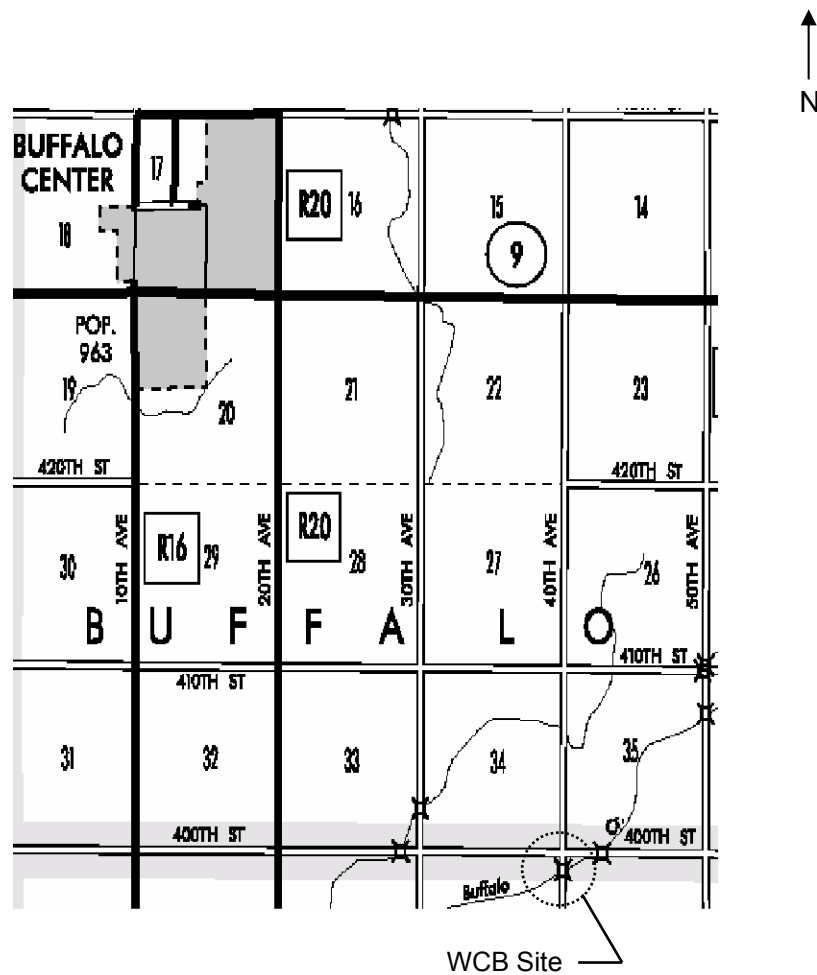 N
BUFFALO
CENTER
17
R20
16
15
14
18
9
POP.
963
19
20
21
22
23
420TH ST
420TH ST
10TH AVE
R16
29
20TH AVE
R20
28
30TH AVE
27
40TH AVE
26
50TH AVE
30
B U F F A L O
410TH ST
410TH ST
31
32
33
34
35
400TH ST
400TH ST
Buffalo
WCB Site